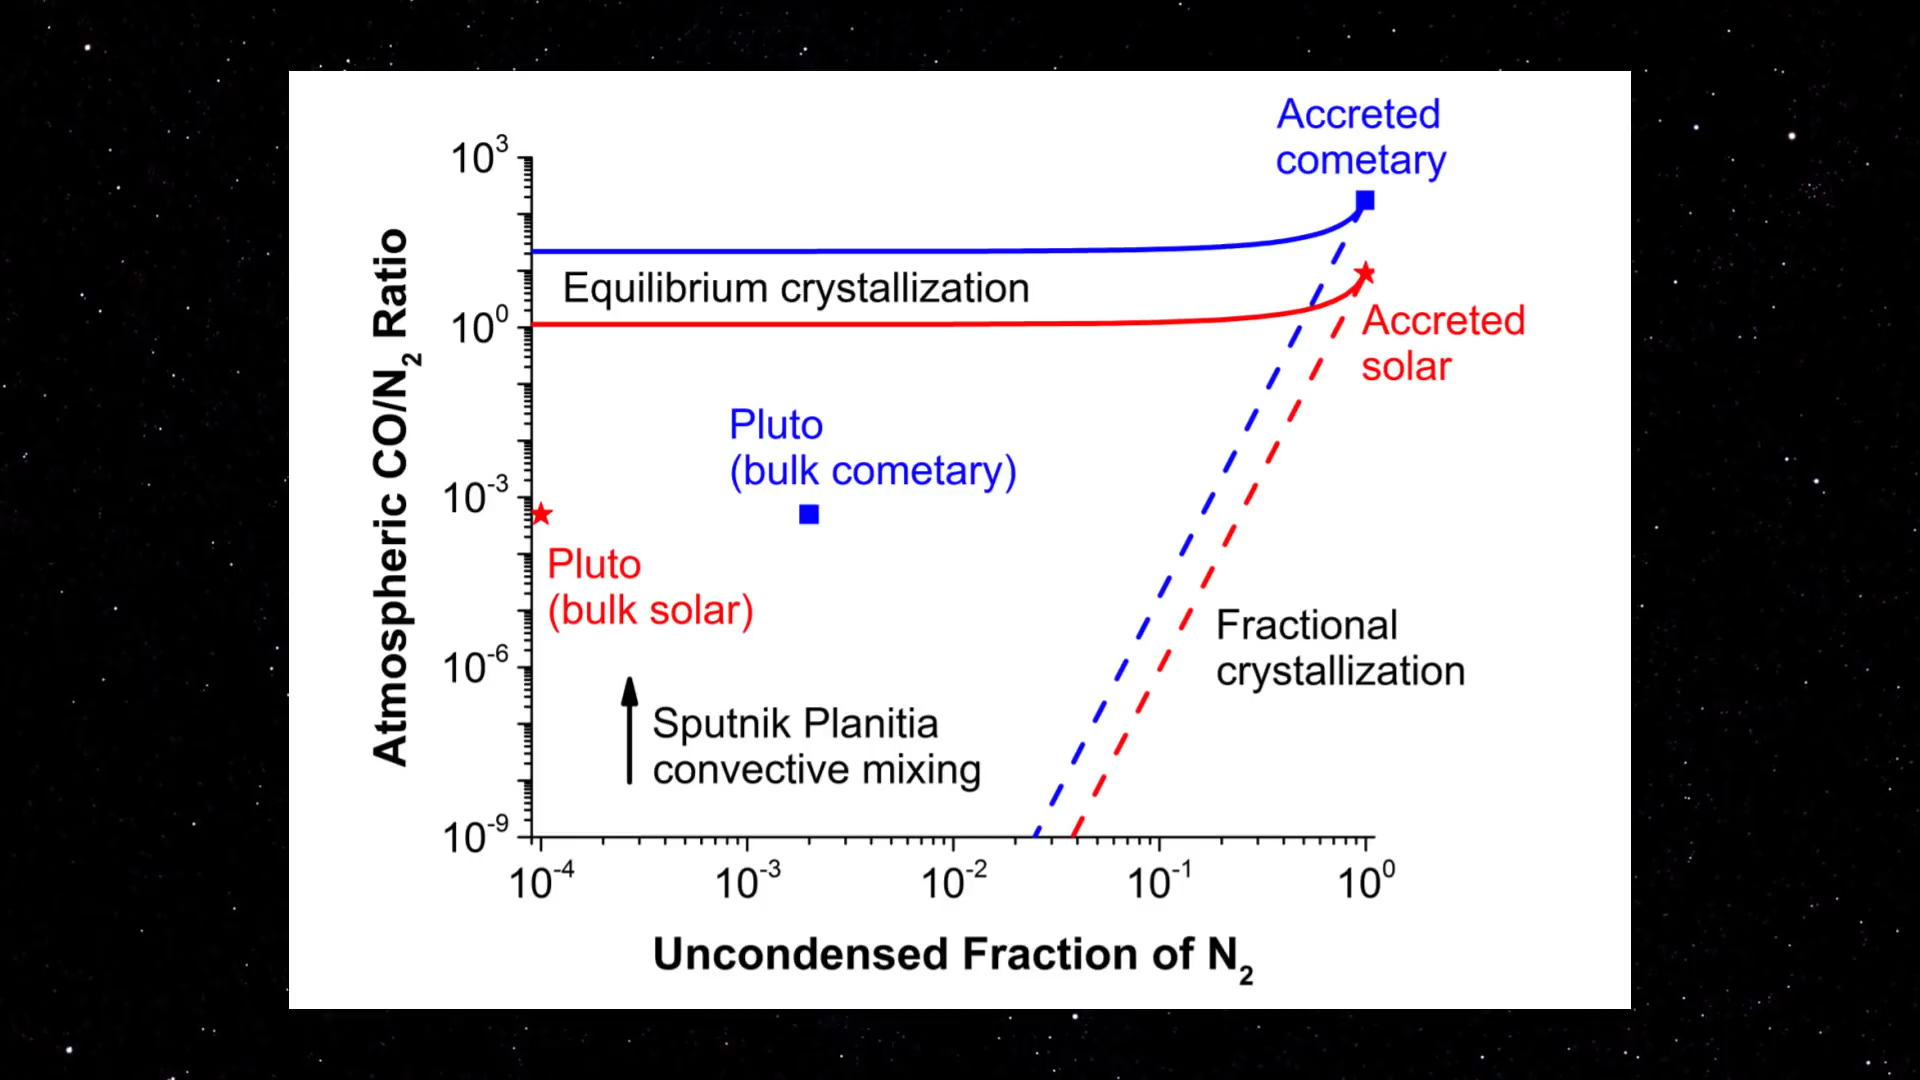 Accreted
cometary
10³
Equilibrium crystallization
10⁰
Accreted
solar
Atmospheric CO/N₂ Ratio
Pluto
(bulk cometary)
10⁻³
Pluto
(bulk solar)
Fractional
crystallization
10⁻⁶
Sputnik Planitia
convective mixing
10⁻⁹
10⁻⁴ 10⁻³ 10⁻² 10⁻¹ 10⁰
Uncondensed Fraction of N₂